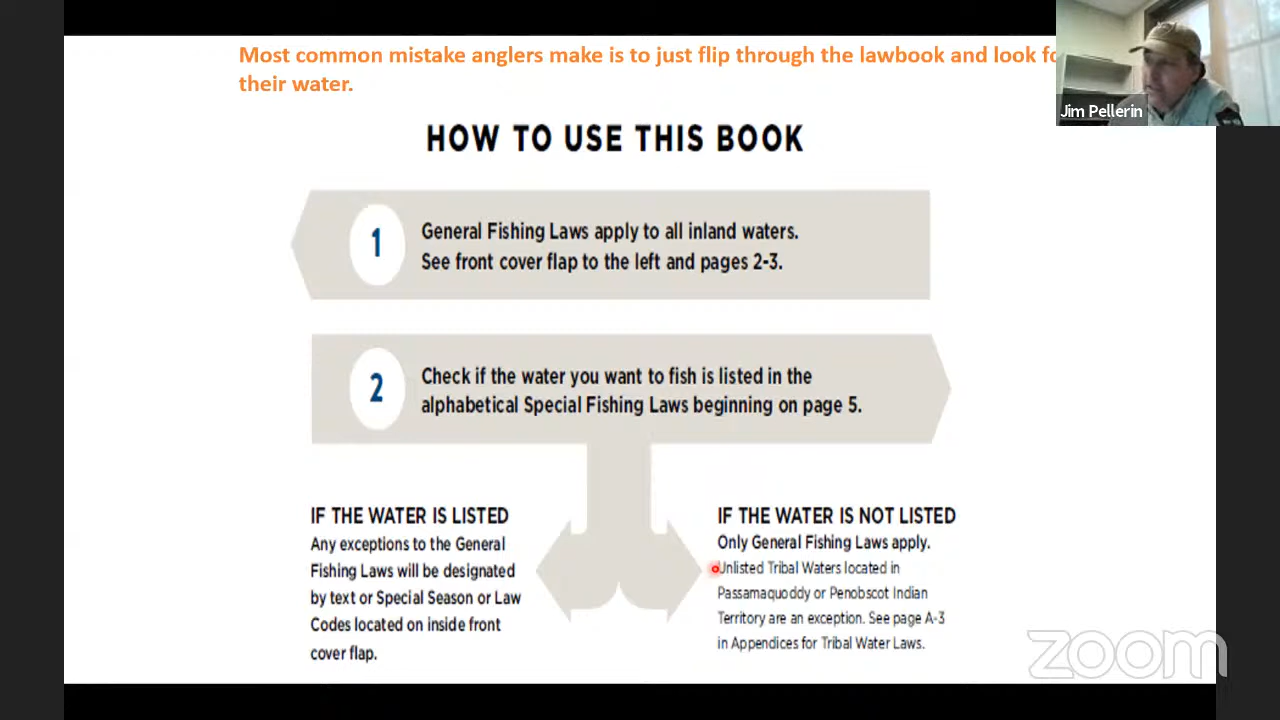 Most common mistake anglers make is to just flip through the lawbook and look
their water.
Jim Pellerin
HOW TO USE THIS BOOK
1
General Fishing Laws apply to all inland waters.
See front cover flap to the left and pages 2-3.
2
Check if the water you want to fish is listed in the
alphabetical Special Fishing Laws beginning on page 5.
IF THE WATER IS LISTED
Any exceptions to the General
Fishing Laws will be designated
by text or Special Season or Law
Codes located on inside front
cover flap.
IF THE WATER IS NOT LISTED
Only General Fishing Laws apply.
Unlisted Tribal Waters located in
Passamaquoddy or Penobscot Indian
Territory are an exception. See page A-3
in Appendices for Tribal Water Laws.
zoom